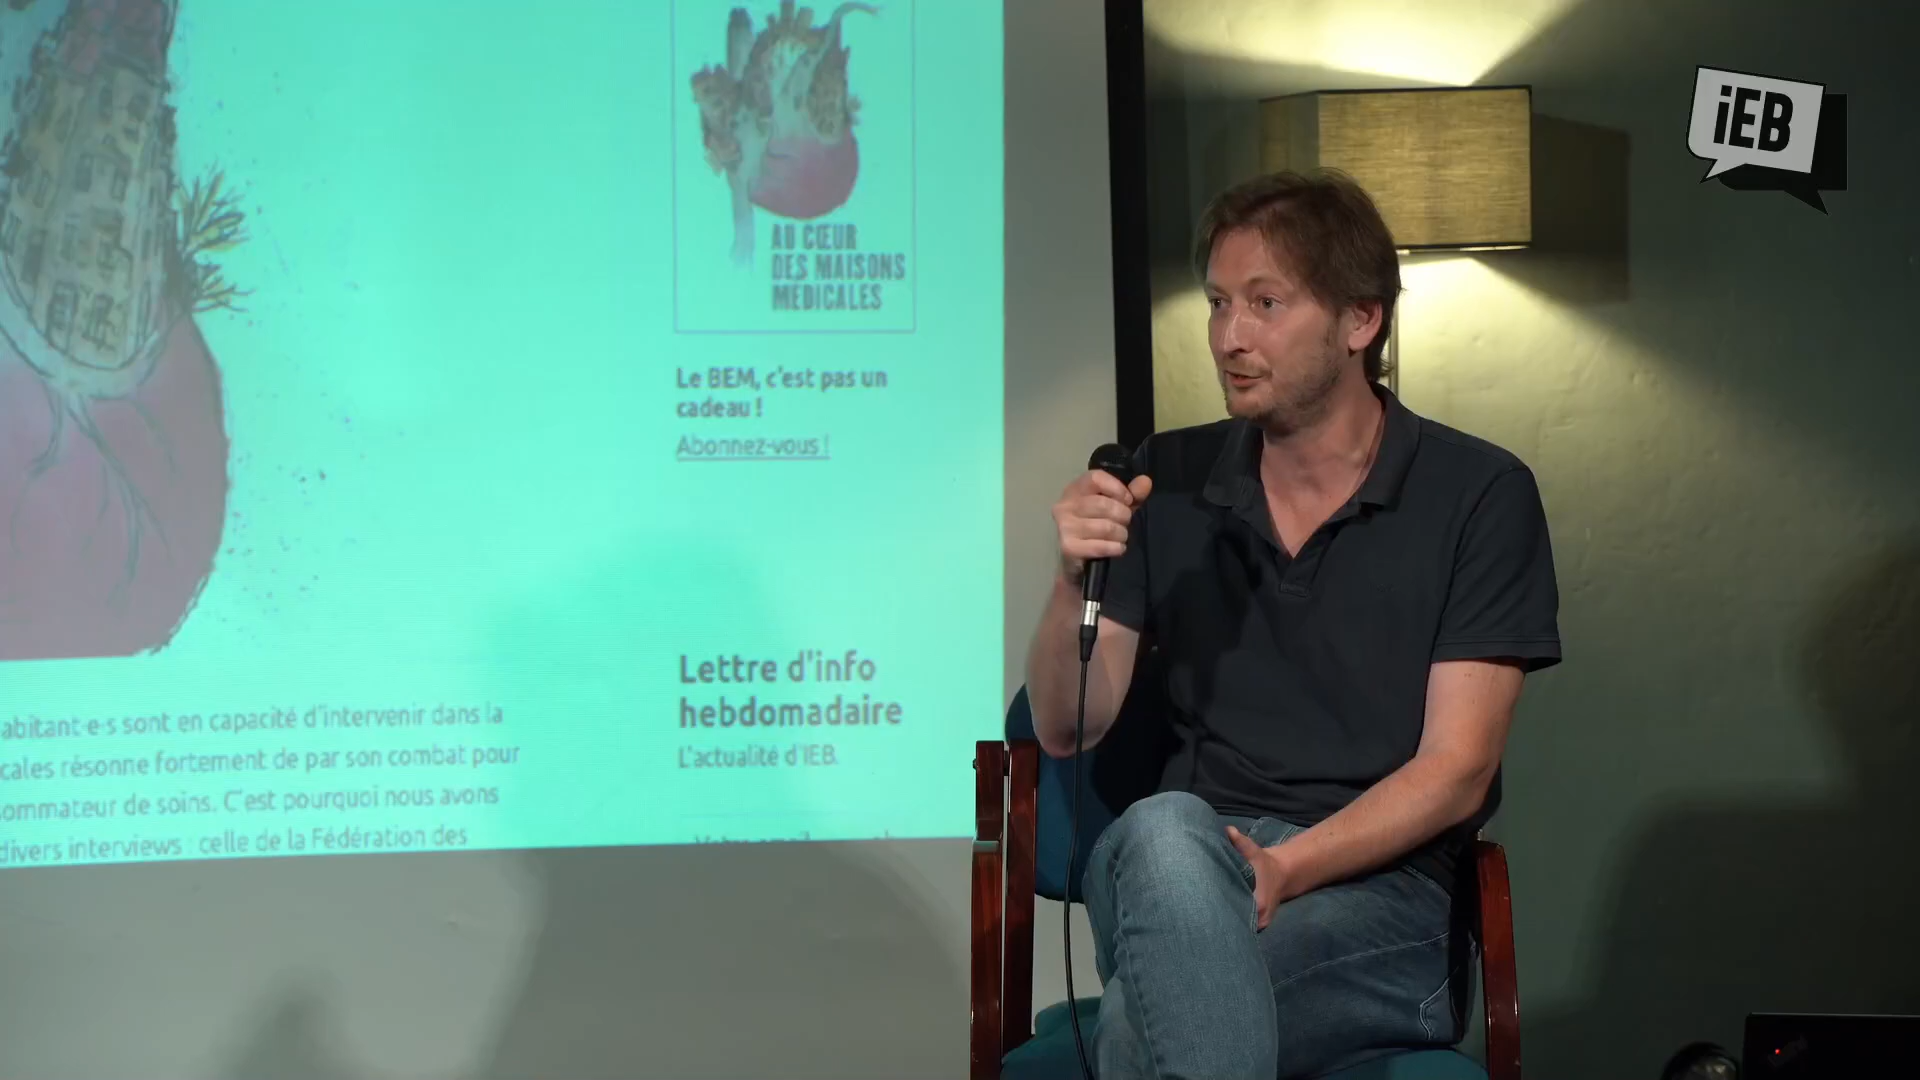 iEB
AU CŒUR
DES MAISONS
MÉDICALES
Le BEM, c'est pas un
cadeau !
Abonnez-vous !
Lettre d'info
hebdomadaire
L'actualité d'IEB.
abitant·e·s sont en capacité d'intervenir dans la
cales résonne fortement de par son combat pour
ommateur de soins. C'est pourquoi nous avons
divers interviews : celle de la Fédération des